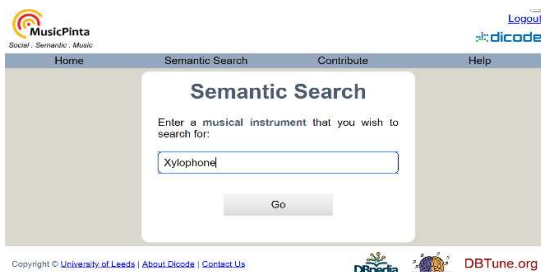 MusicPinta
Social . Semantic . Music
Logout
dicode
Home Semantic Search Contribute Help
Semantic Search
Enter a musical instrument that you wish to
search for:
Xylophone
Go
Copyright © University of Leeds | About Dicode | Contact Us
DBpedia
DBTune.org